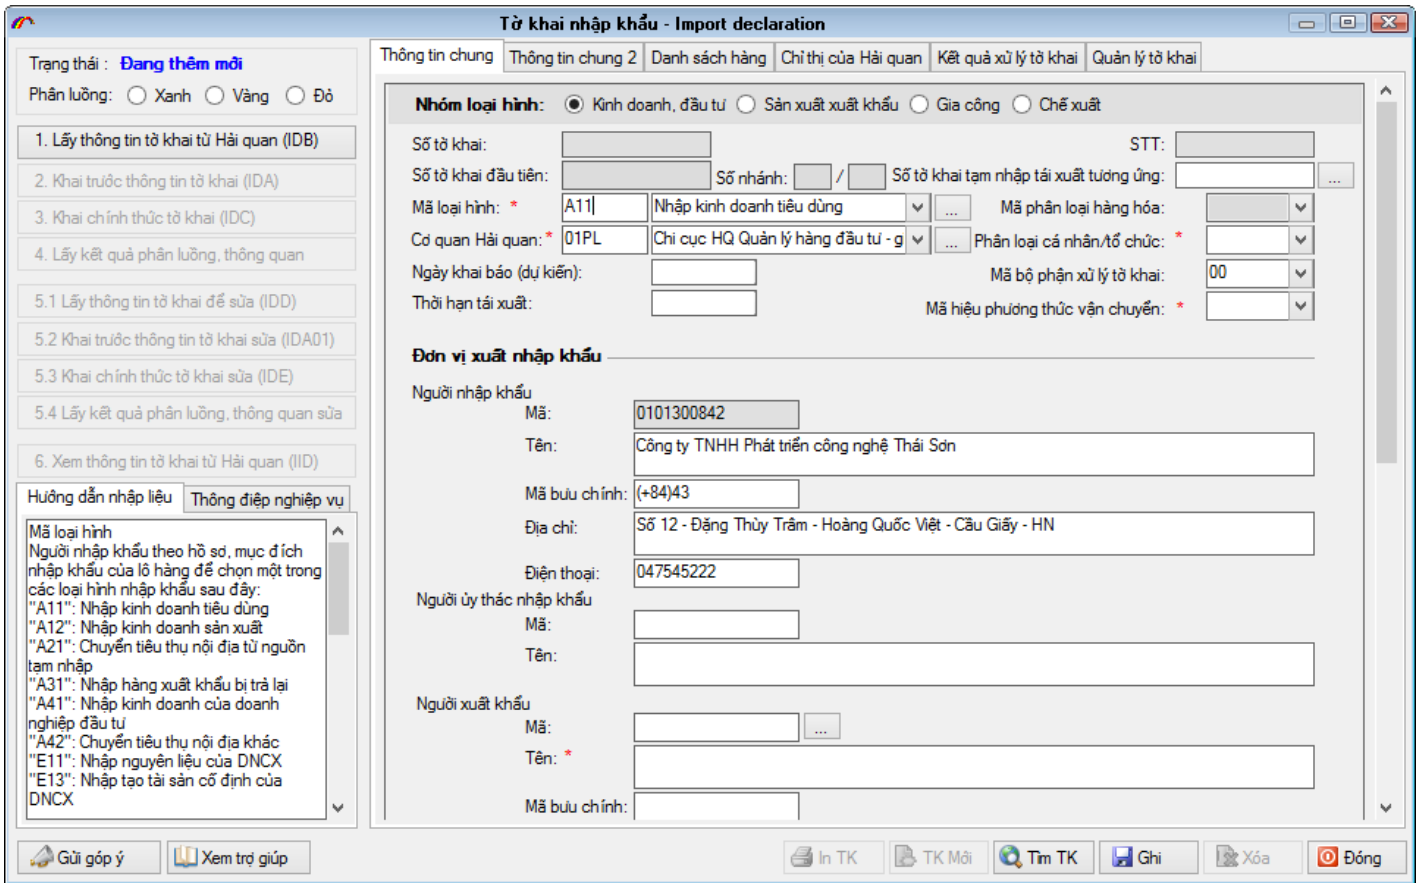 Tờ khai nhập khẩu - Import declaration
Trạng thái : Đang thêm mới
Phân luồng: Xanh Vàng Đỏ
1. Lấy thông tin tờ khai từ Hải quan (IDB)
2. Khai trước thông tin tờ khai (IDA)
3. Khai chính thức tờ khai (IDC)
4. Lấy kết quả phân luồng, thông quan
5.1 Lấy thông tin tờ khai để sửa (IDD)
5.2 Khai trước thông tin tờ khai sửa (IDA01)
5.3 Khai chính thức tờ khai sửa (IDE)
5.4 Lấy kết quả phân luồng, thông quan sửa
6. Xem thông tin tờ khai từ Hải quan (IID)
Hướng dẫn nhập liệu Thông điệp nghiệp vụ
Mã loại hình
Người nhập khẩu theo hồ sơ, mục đích
nhập khẩu của lô hàng để chọn một trong
các loại hình nhập khẩu sau đây:
"A11": Nhập kinh doanh tiêu dùng
"A12": Nhập kinh doanh sản xuất
"A21": Chuyển tiêu thụ nội địa từ nguồn
tạm nhập
"A31": Nhập hàng xuất khẩu bị trả lại
"A41": Nhập kinh doanh của doanh
nghiệp đầu tư
"A42": Chuyển tiêu thụ nội địa khác
"E11": Nhập nguyên liệu của DNCX
"E13": Nhập tạo tài sản cố định của
DNCX
Thông tin chung Thông tin chung 2 Danh sách hàng Chỉ thị của Hải quan Kết quả xử lý tờ khai Quản lý tờ khai
Nhóm loại hình: Kinh doanh, đầu tư Sản xuất xuất khẩu Gia công Chế xuất
Số tờ khai: STT:
Số tờ khai đầu tiên: Số nhánh: / Số tờ khai tạm nhập tái xuất tương ứng: ...
Mã loại hình: * A11 Nhập kinh doanh tiêu dùng ... Mã phân loại hàng hóa:
Cơ quan Hải quan: * 01PL Chi cục HQ Quản lý hàng đầu tư - g ... Phân loại cá nhân/tổ chức: *
Ngày khai báo (dự kiến): Mã bộ phận xử lý tờ khai: 00
Thời hạn tái xuất: Mã hiệu phương thức vận chuyển: *
Đơn vị xuất nhập khẩu
Người nhập khẩu
Mã: 0101300842
Tên: Công ty TNHH Phát triển công nghệ Thái Sơn
Mã bưu chính: (+84)43
Địa chỉ: Số 12 - Đặng Thùy Trâm - Hoàng Quốc Việt - Cầu Giấy - HN
Điện thoại: 047545222
Người ủy thác nhập khẩu
Mã:
Tên:
Người xuất khẩu
Mã: ...
Tên: *
Mã bưu chính:
Gửi góp ý Xem trợ giúp In TK TK Mới Tìm TK Ghi Xóa Đóng